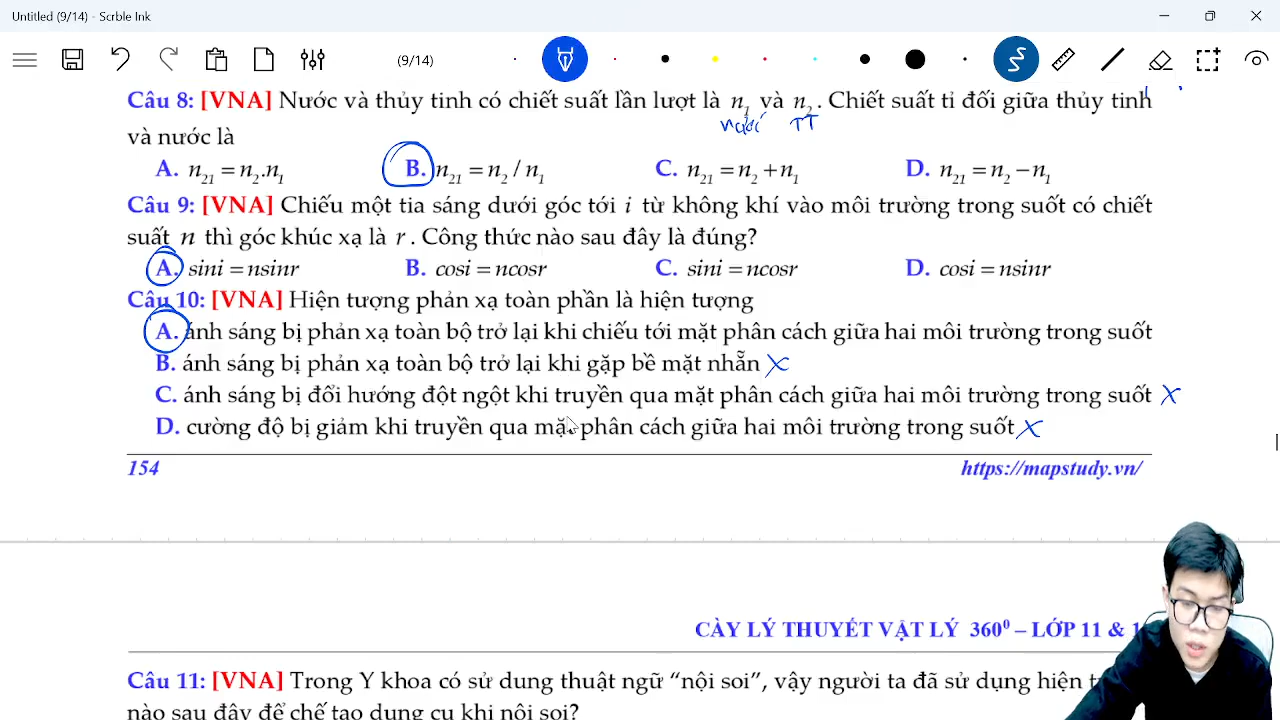 Untitled (9/14) - Scrble Ink
(9/14)
Câu 8: [VNA] Nước và thủy tinh có chiết suất lần lượt là n₁ và n₂. Chiết suất tỉ đối giữa thủy tinh
nước TT
và nước là
A. n₂₁ = n₂.n₁ B. n₂₁ = n₂ / n₁ C. n₂₁ = n₂ + n₁ D. n₂₁ = n₂ − n₁
Câu 9: [VNA] Chiếu một tia sáng dưới góc tới i từ không khí vào môi trường trong suốt có chiết
suất n thì góc khúc xạ là r. Công thức nào sau đây là đúng?
A. sini = nsinr B. cosi = ncosr C. sini = ncosr D. cosi = nsinr
Câu 10: [VNA] Hiện tượng phản xạ toàn phần là hiện tượng
A. ánh sáng bị phản xạ toàn bộ trở lại khi chiếu tới mặt phân cách giữa hai môi trường trong suốt
B. ánh sáng bị phản xạ toàn bộ trở lại khi gặp bề mặt nhẵn
C. ánh sáng bị đổi hướng đột ngột khi truyền qua mặt phân cách giữa hai môi trường trong suốt
D. cường độ bị giảm khi truyền qua mặt phân cách giữa hai môi trường trong suốt
154 https://mapstudy.vn/
CÀY LÝ THUYẾT VẬT LÝ 360⁰ – LỚP 11 & 1
Câu 11: [VNA] Trong Y khoa có sử dung thuật ngữ “nội soi”, vậy người ta đã sử dụng hiện
nào sau đây để chế tạo dụng cụ khi nội soi?